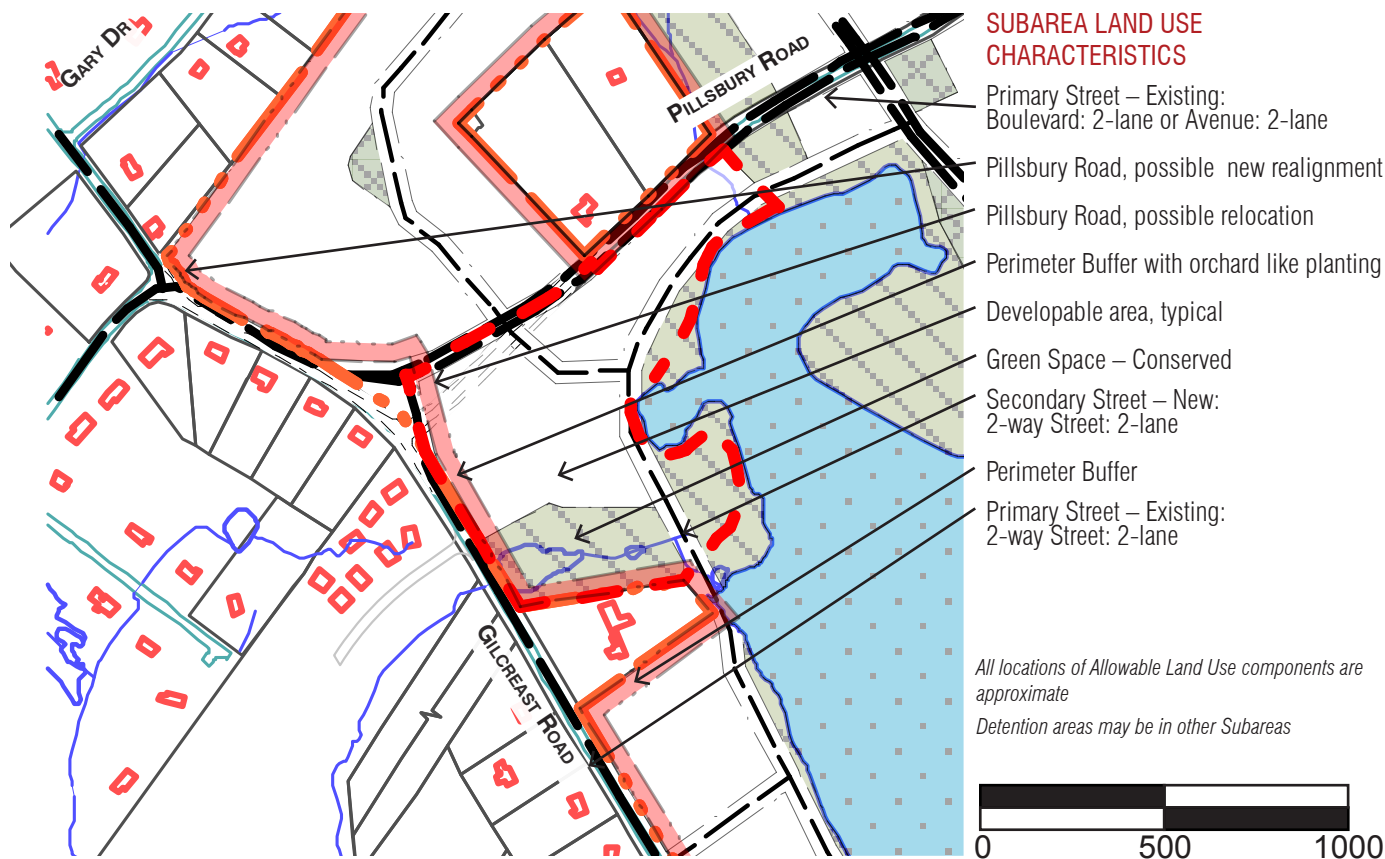 GARY DR
PILLSBURY ROAD
GILCREAST ROAD
SUBAREA LAND USE
CHARACTERISTICS
Primary Street – Existing:
Boulevard: 2-lane or Avenue: 2-lane
Pillsbury Road, possible new realignment
Pillsbury Road, possible relocation
Perimeter Buffer with orchard like planting
Developable area, typical
Green Space – Conserved
Secondary Street – New:
2-way Street: 2-lane
Perimeter Buffer
Primary Street – Existing:
2-way Street: 2-lane
All locations of Allowable Land Use components are
approximate
Detention areas may be in other Subareas
0 500 1000